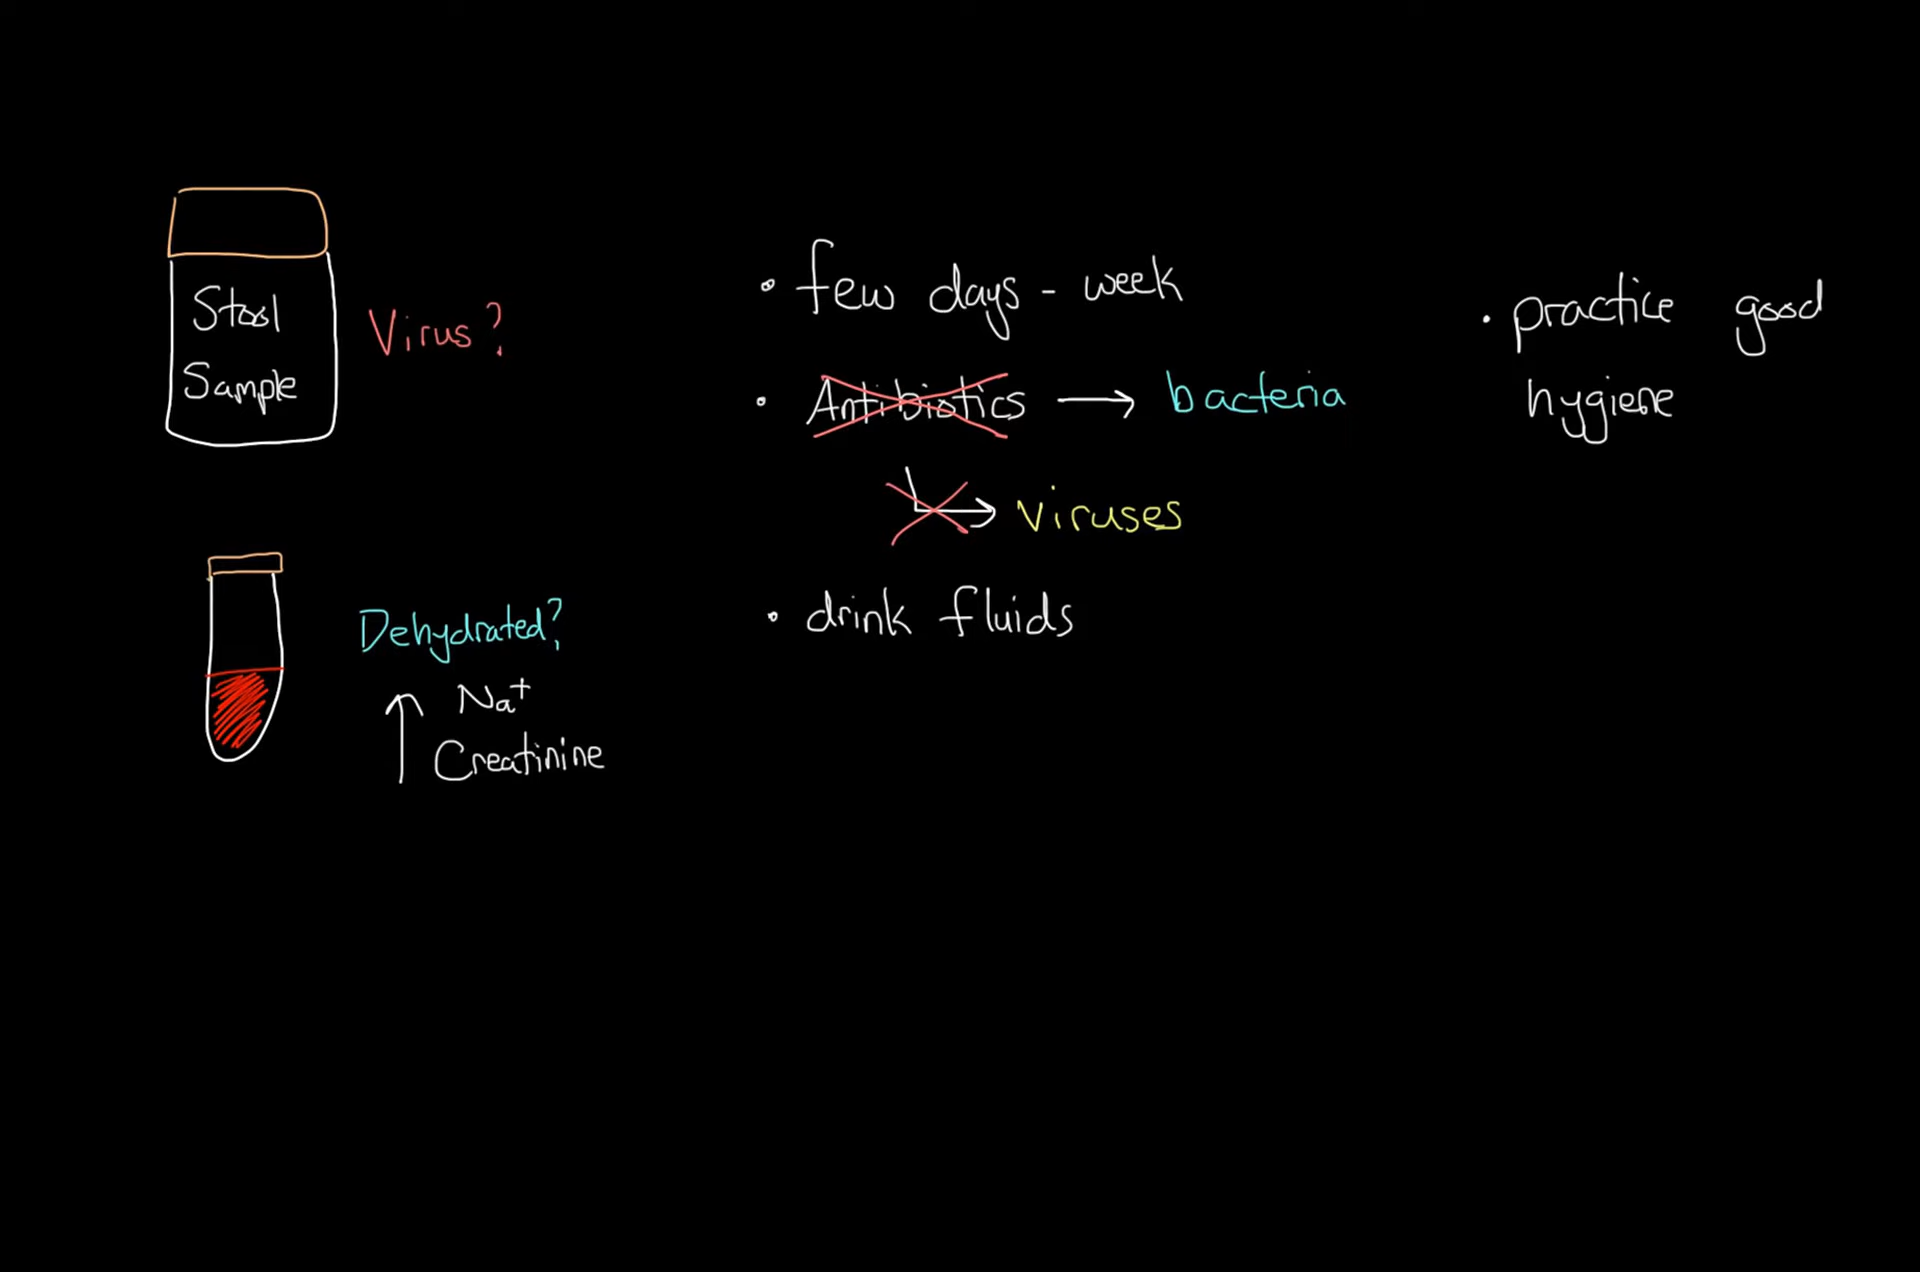 Stool
Sample
Virus?
Dehydrated?
Na+
Creatinine
• few days - week
• Antibiotics → bacteria
→ viruses
• drink fluids
• practice good
hygiene